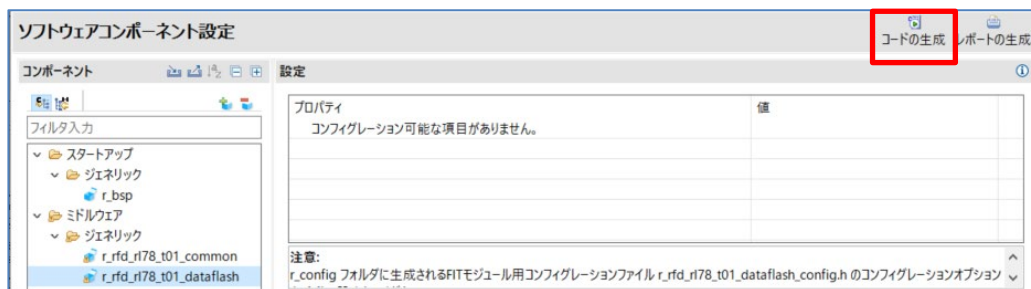 ソフトウェアコンポーネント設定
コードの生成 レポートの生成
コンポーネント
設定
フィルタ入力
スタートアップ
ジェネリック
r_bsp
ミドルウェア
ジェネリック
r_rfd_rl78_t01_common
r_rfd_rl78_t01_dataflash
プロパティ 値
コンフィグレーション可能な項目がありません。
注意:
r_config フォルダに生成されるFITモジュール用コンフィグレーションファイル r_rfd_rl78_t01_dataflash_config.h のコンフィグレーションオプション